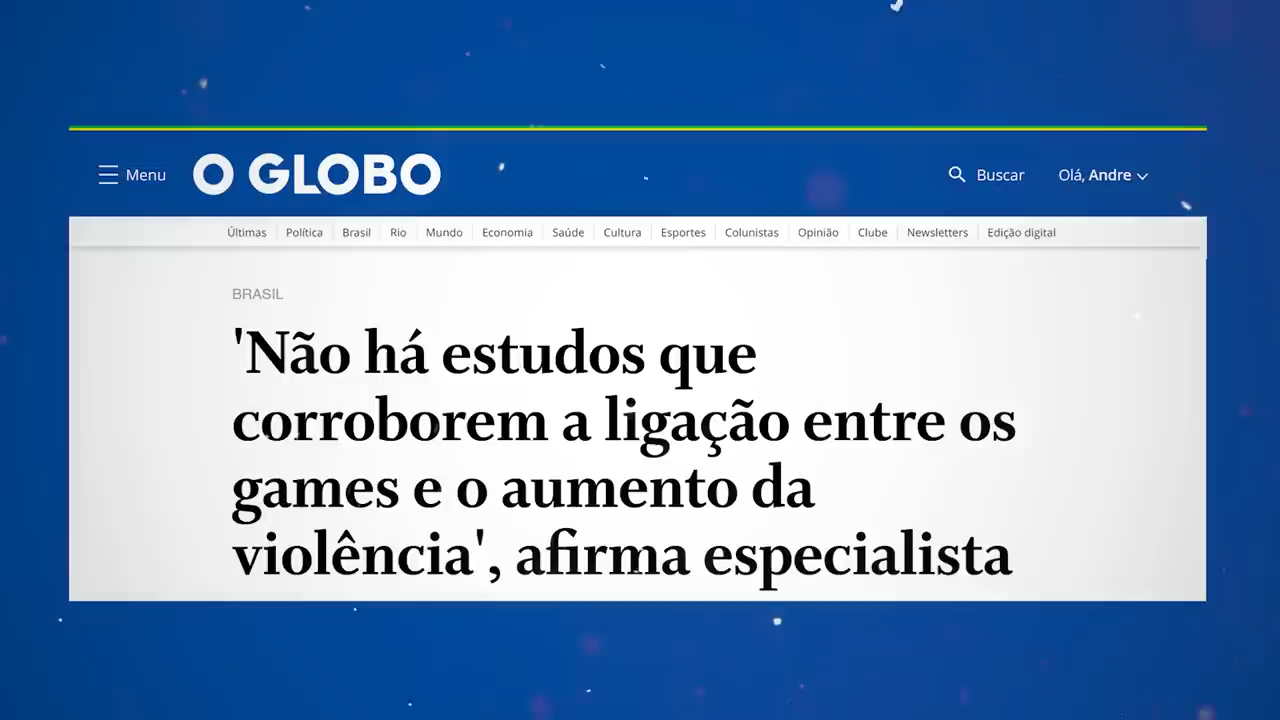 Menu O GLOBO Buscar Olá, Andre
Últimas Política Brasil Rio Mundo Economia Saúde Cultura Esportes Colunistas Opinião Clube Newsletters Edição digital
BRASIL
'Não há estudos que
corroborem a ligação entre os
games e o aumento da
violência', afirma especialista